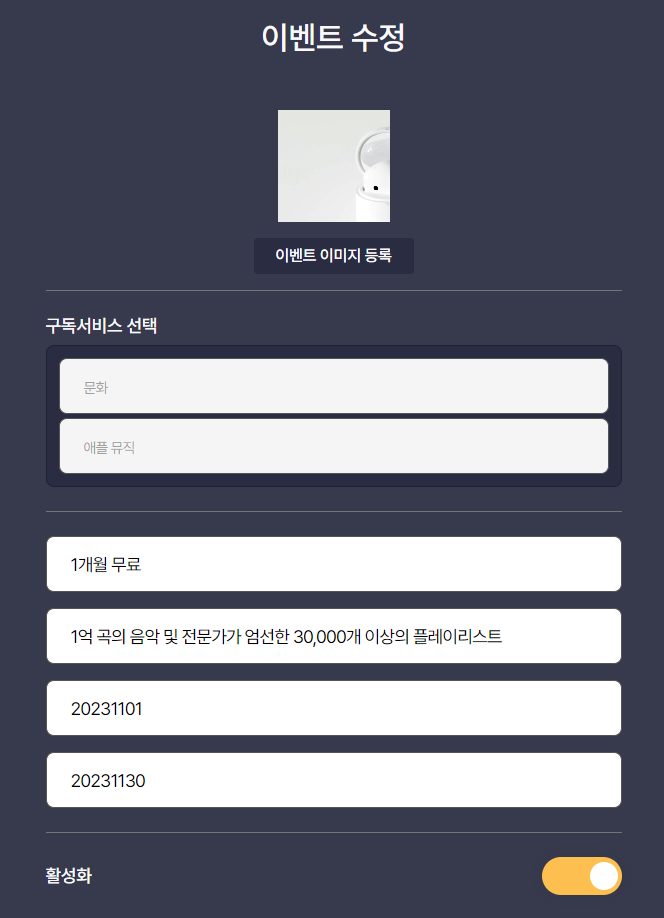 이벤트 수정
이벤트 이미지 등록
구독서비스 선택
문화
애플 뮤직
1개월 무료
1억 곡의 음악 및 전문가가 엄선한 30,000개 이상의 플레이리스트
20231101
20231130
활성화